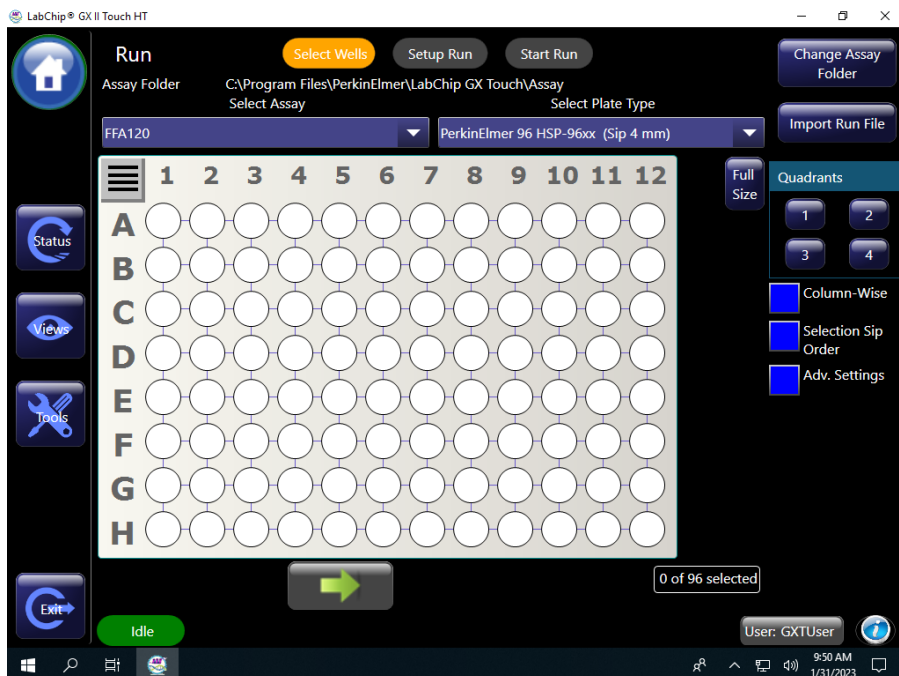 LabChip® GX II Touch HT
Run
Select Wells
Setup Run
Start Run
Change Assay
Folder
Assay Folder
C:\Program Files\PerkinElmer\LabChip GX Touch\Assay
Select Assay
Select Plate Type
FFA120
PerkinElmer 96 HSP-96xx (Sip 4 mm)
Import Run File
1 2 3 4 5 6 7 8 9 10 11 12
A
B
C
D
E
F
G
H
Full
Size
Quadrants
1 2
3 4
Column-Wise
Selection Sip
Order
Adv. Settings
Status
Views
Tools
Exit
0 of 96 selected
Idle
User: GXTUser
9:50 AM
1/31/2023